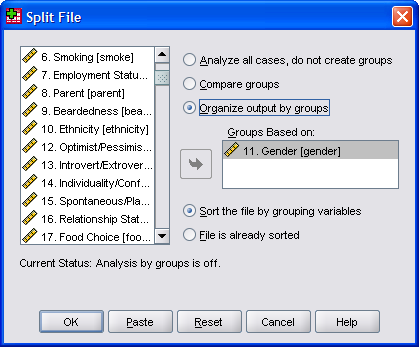 Split File
6. Smoking [smoke]
7. Employment Statu...
8. Parent [parent]
9. Beardedness [bea...
10. Ethnicity [ethnicity]
12. Optimist/Pessimis...
13. Introvert/Extrover...
14. Individuality/Conf...
15. Spontaneous/Pla...
16. Relationship Stat...
17. Food Choice [foo...
Analyze all cases, do not create groups
Compare groups
Organize output by groups
Groups Based on:
11. Gender [gender]
Sort the file by grouping variables
File is already sorted
Current Status: Analysis by groups is off.
OK
Paste
Reset
Cancel
Help